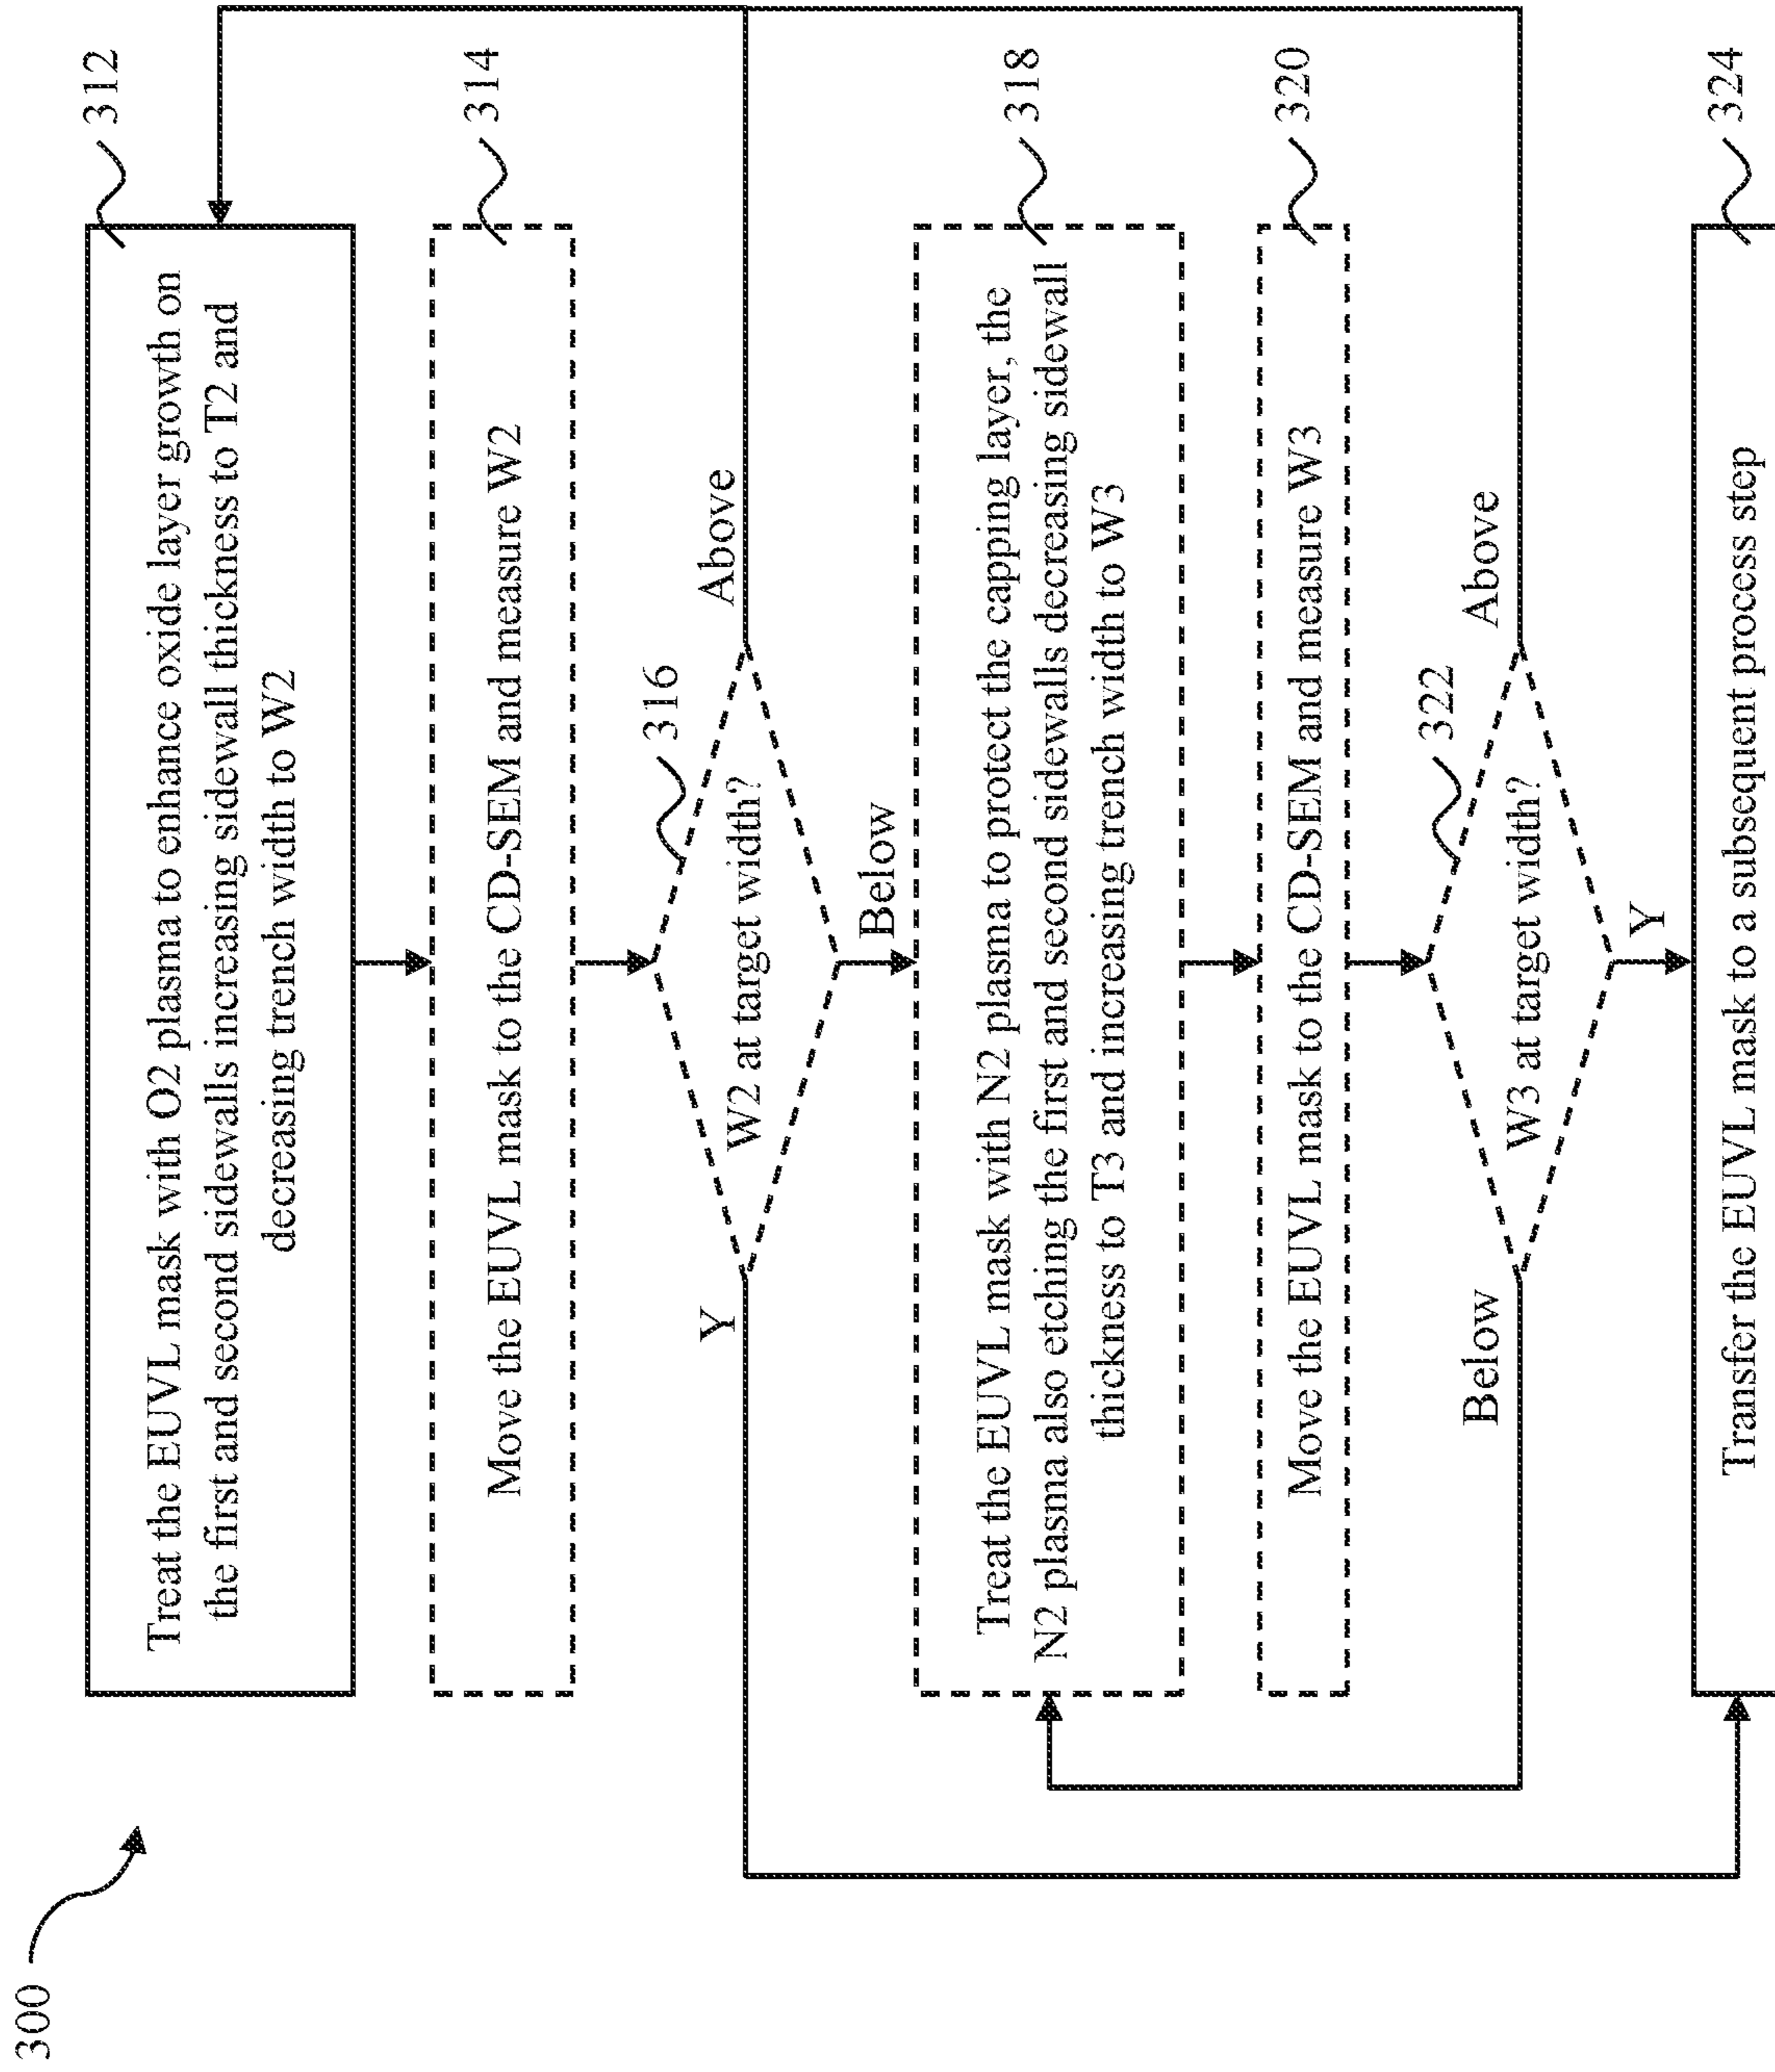 300
312
Treat the EUVL mask with O2 plasma to enhance oxide layer growth on
the first and second sidewalls increasing sidewall thickness to T2 and
decreasing trench width to W2
314
Move the EUVL mask to the CD-SEM and measure W2
316
Y
W2 at target width?
Above
Below
318
Treat the EUVL mask with N2 plasma to protect the capping layer, the
N2 plasma also etching the first and second sidewalls decreasing sidewall
thickness to T3 and increasing trench width to W3
320
Move the EUVL mask to the CD-SEM and measure W3
322
Below
W3 at target width?
Above
Y
324
Transfer the EUVL mask to a subsequent process step